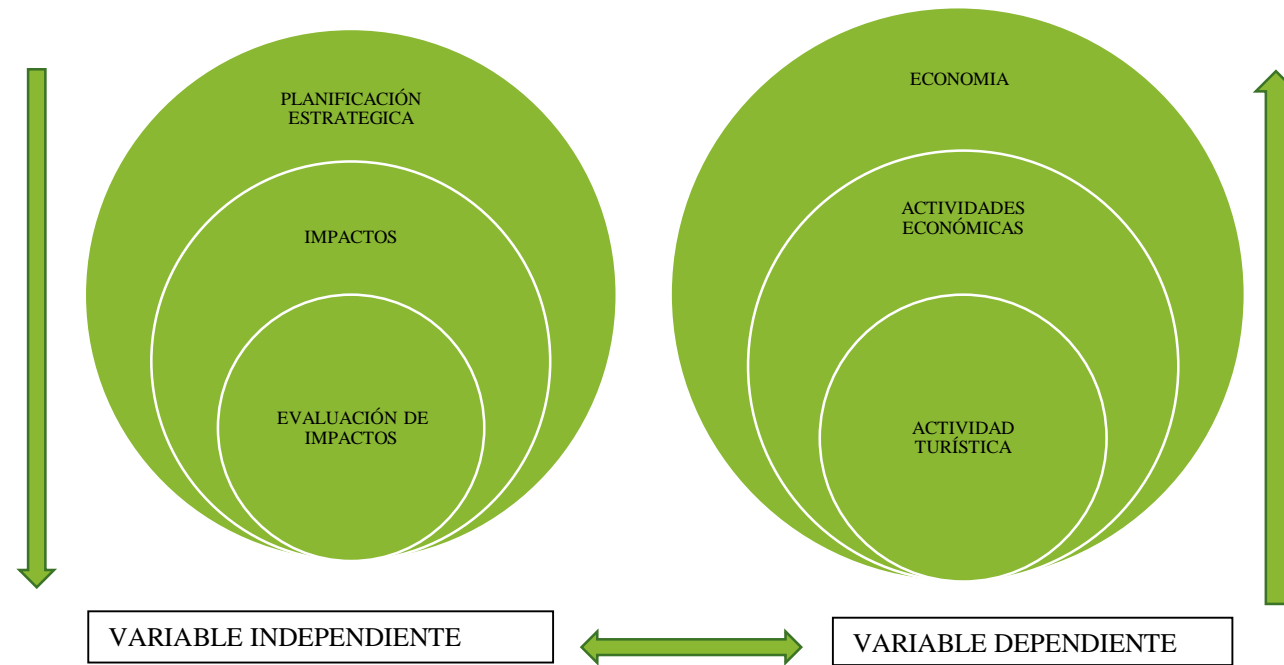 PLANIFICACIÓN
ESTRATEGICA
IMPACTOS
EVALUACIÓN DE
IMPACTOS
ECONOMIA
ACTIVIDADES
ECONÓMICAS
ACTIVIDAD
TURÍSTICA
VARIABLE INDEPENDIENTE
VARIABLE DEPENDIENTE